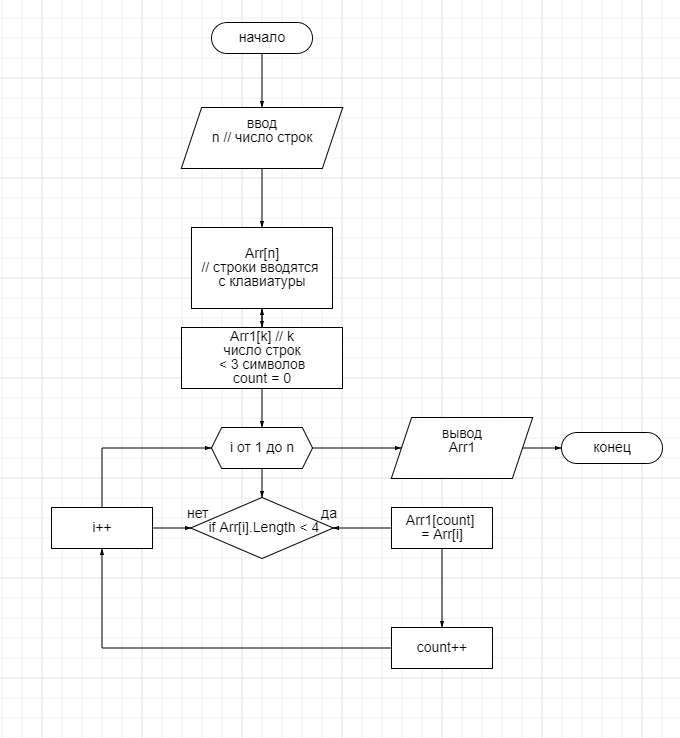 начало
ввод
n // число строк
Arr[n]
// строки вводятся
с клавиатуры
Arr1[k] // k
число строк
< 3 символов
count = 0
i от 1 до n
вывод
Arr1
конец
i++
нет
if Arr[i].Length < 4
да
Arr1[count]
= Arr[i]
count++